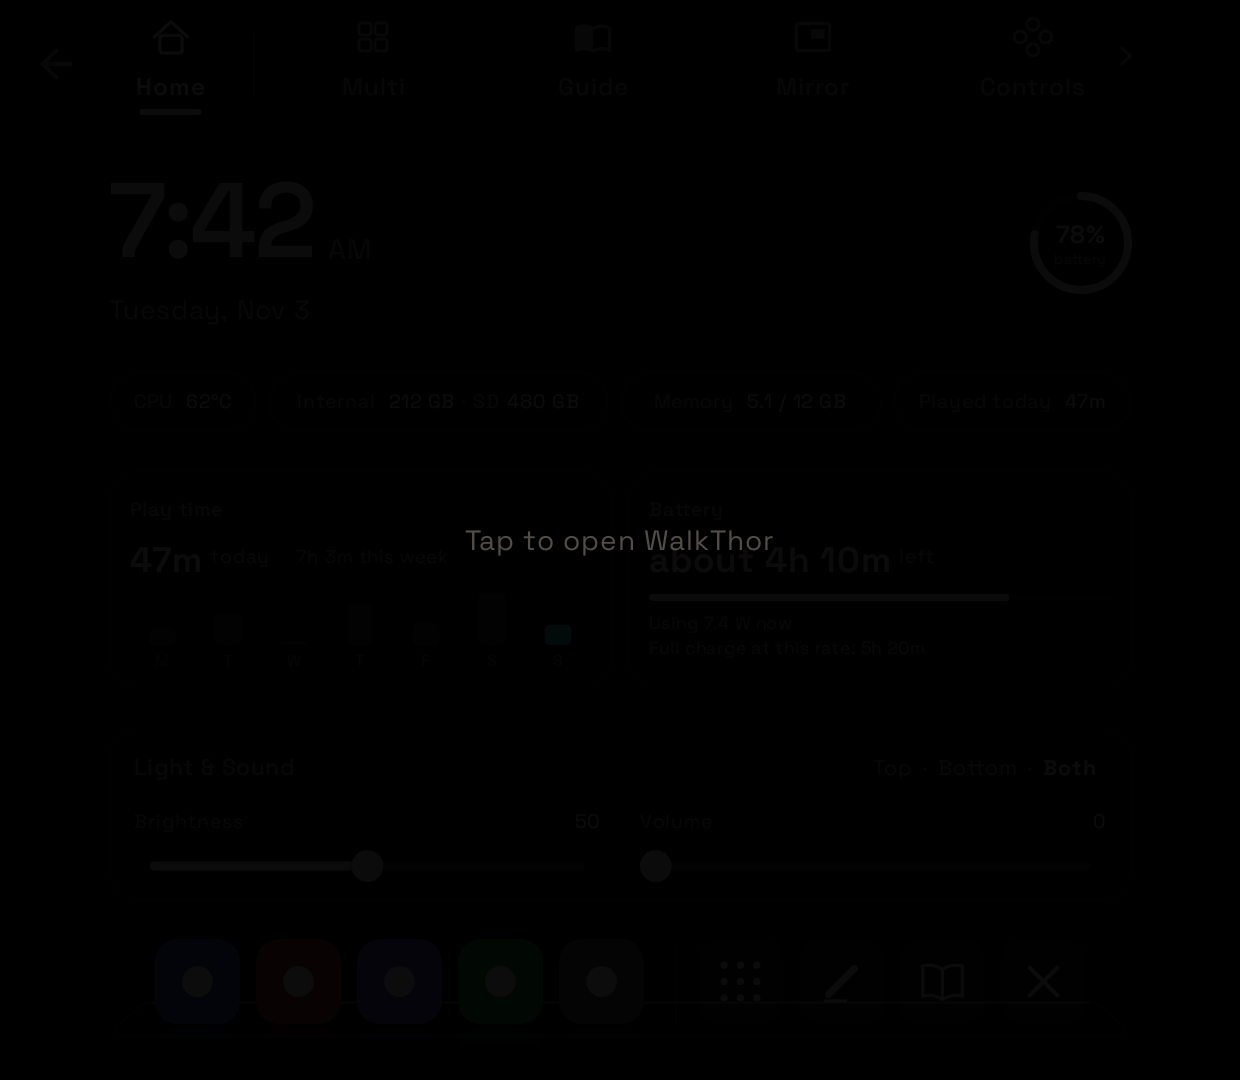 Home
Multi
Guide
Mirror
Controls
7:42 AM
78%
battery
Tuesday, Nov 3
CPU 62°C
Internal 212 GB · SD 480 GB
Memory 5.1 / 12 GB
Played today 47m
Play time
47m today 7h 3m this week
M T W T F S S
Battery
about 4h 10m left
Using 7.4 W now
Full charge at this rate: 5h 20m
Tap to open WalkThor
Light & Sound
Top · Bottom · Both
Brightness 50
Volume 0